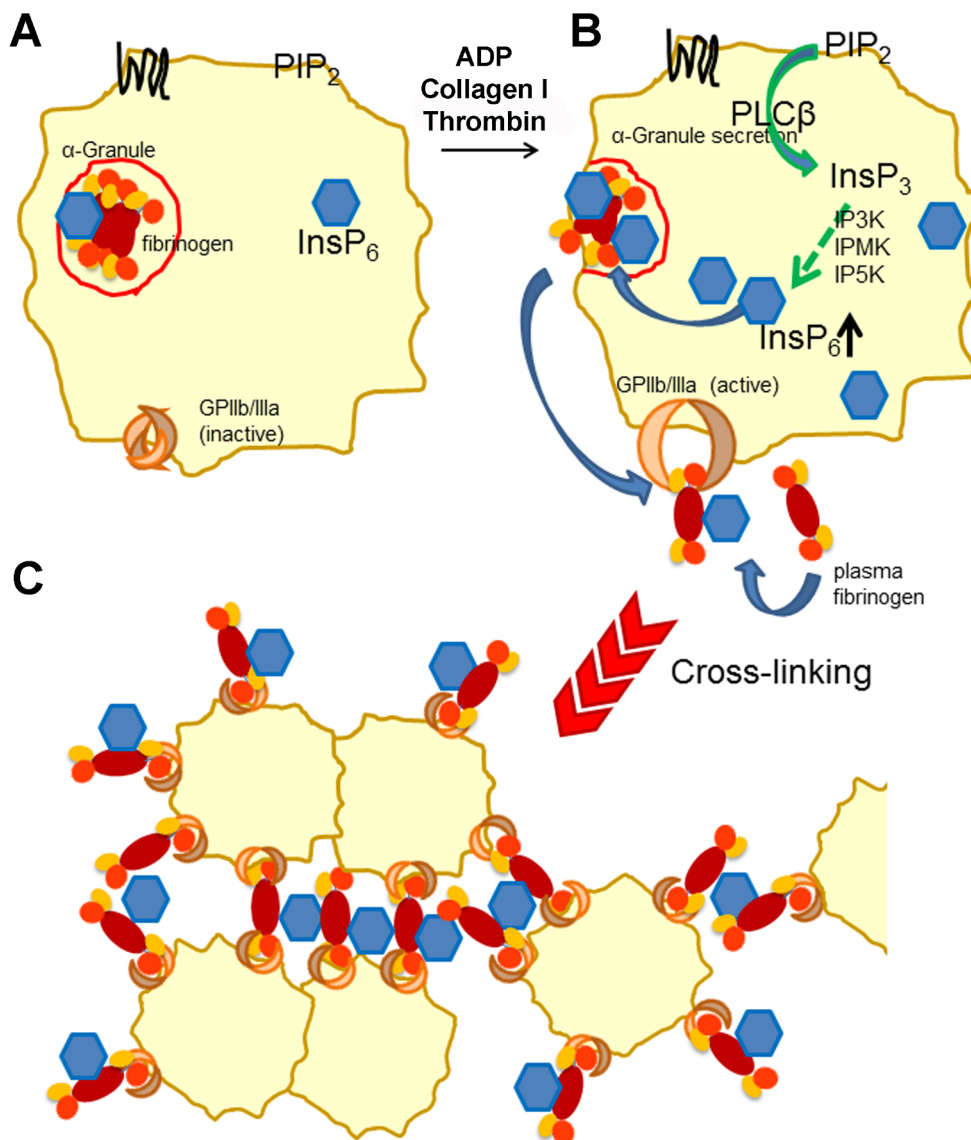 A
PIP2
α-Granule
fibrinogen
InsP6
GPIIb/IIIa
(inactive)
ADP
Collagen I
Thrombin
B
PIP2
PLCβ
α-Granule secretion
InsP3
IP3K
IPMK
IP5K
InsP6
GPIIb/IIIa (active)
plasma
fibrinogen
C
Cross-linking